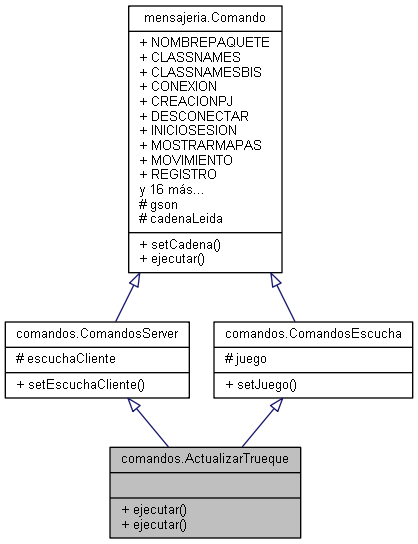 mensajeria.Comando
+ NOMBREPAQUETE
+ CLASSNAMES
+ CLASSNAMESBIS
+ CONEXION
+ CREACIONPJ
+ DESCONECTAR
+ INICIOSESION
+ MOSTRARMAPAS
+ MOVIMIENTO
+ REGISTRO
y 16 más...
# gson
# cadenaLeida
+ setCadena()
+ ejecutar()
comandos.ComandosServer
# escuchaCliente
+ setEscuchaCliente()
comandos.ComandosEscucha
# juego
+ setJuego()
comandos.ActualizarTrueque
+ ejecutar()
+ ejecutar()